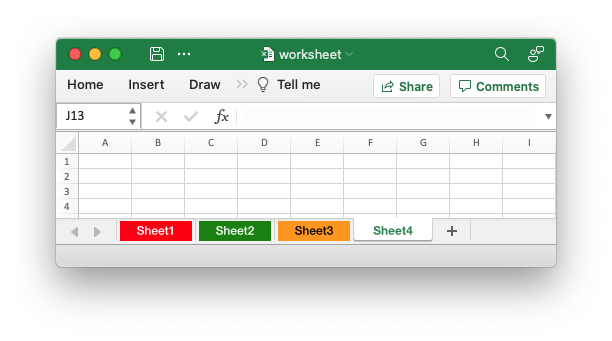 worksheet
Home Insert Draw Tell me Share Comments
J13 fx
A B C D E F G H I
1
2
3
4
Sheet1 Sheet2 Sheet3 Sheet4 +